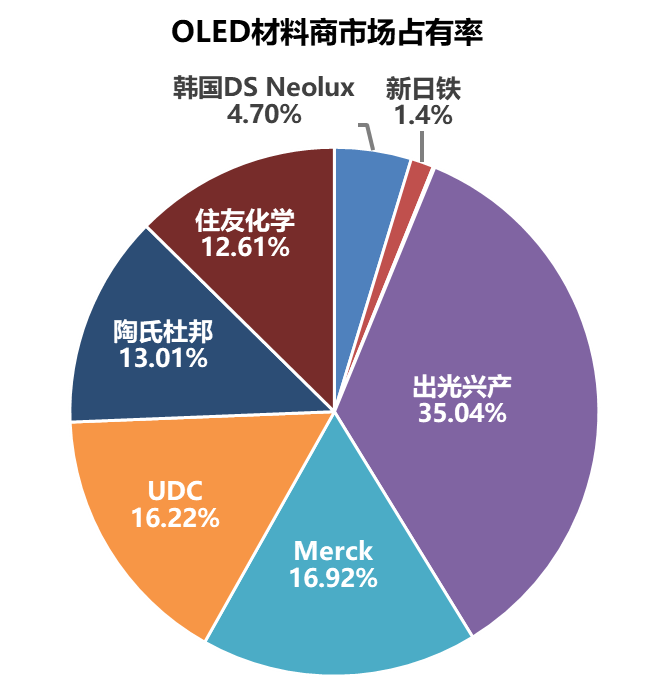 OLED材料商市场占有率
韩国DS Neolux
4.70%
新日铁
1.4%
住友化学
12.61%
陶氏杜邦
13.01%
出光兴产
35.04%
UDC
16.22%
Merck
16.92%